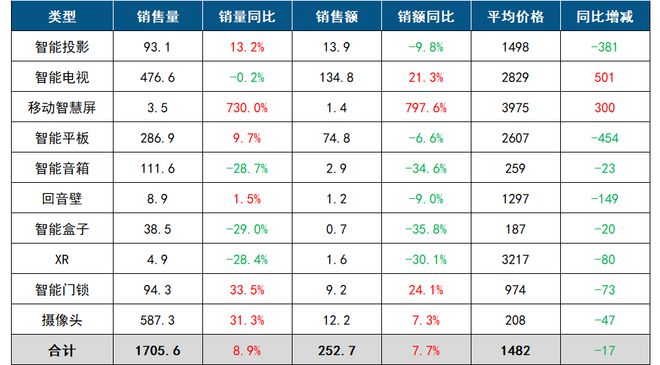 类型 销售量 销量同比 销售额 销额同比 平均价格 同比增减
智能投影 93.1 13.2% 13.9 -9.8% 1498 -381
智能电视 476.6 -0.2% 134.8 21.3% 2829 501
移动智慧屏 3.5 730.0% 1.4 797.6% 3975 300
智能平板 286.9 9.7% 74.8 -6.6% 2607 -454
智能音箱 111.6 -28.7% 2.9 -34.6% 259 -23
回音壁 8.9 1.5% 1.2 -9.0% 1297 -149
智能盒子 38.5 -29.0% 0.7 -35.8% 187 -20
XR 4.9 -28.4% 1.6 -30.1% 3217 -80
智能门锁 94.3 33.5% 9.2 24.1% 974 -73
摄像头 587.3 31.3% 12.2 7.3% 208 -47
合计 1705.6 8.9% 252.7 7.7% 1482 -17